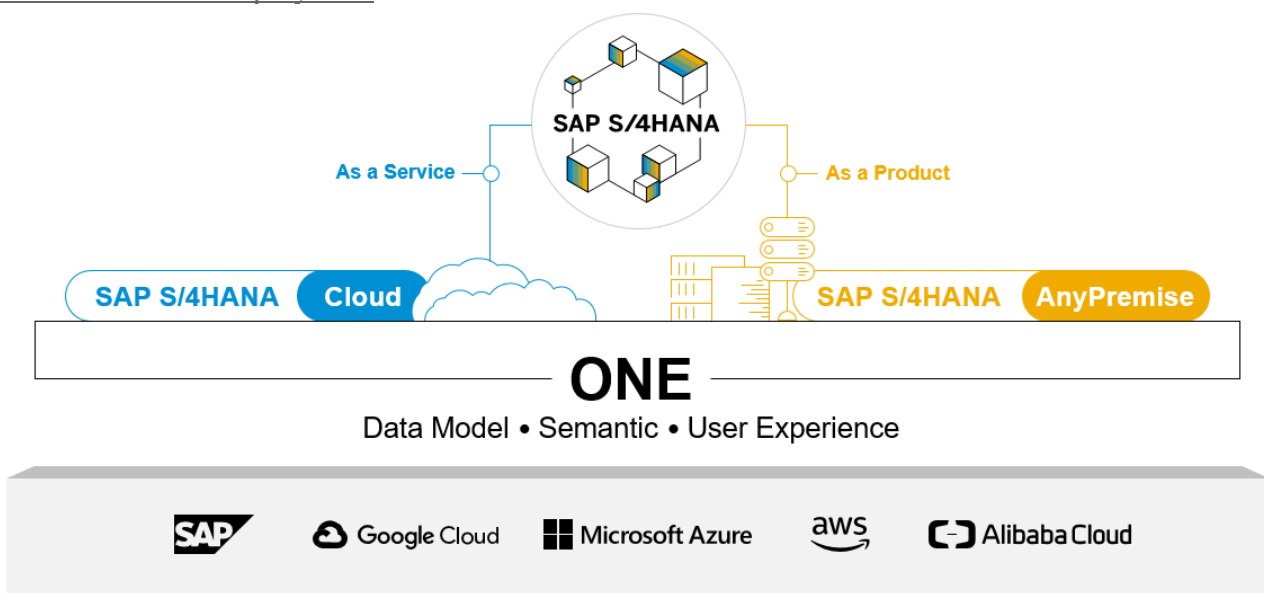 SAP S/4HANA
As a Service
As a Product
SAP S/4HANA Cloud
SAP S/4HANA AnyPremise
ONE
Data Model • Semantic • User Experience
SAP Google Cloud Microsoft Azure aws Alibaba Cloud